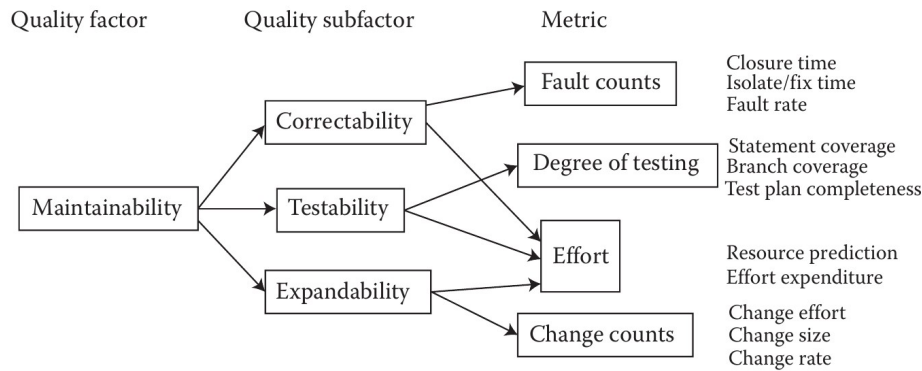 Quality factor
Quality subfactor
Metric
Maintainability
Correctability
Testability
Expandability
Fault counts
Closure time
Isolate/fix time
Fault rate
Degree of testing
Statement coverage
Branch coverage
Test plan completeness
Effort
Resource prediction
Effort expenditure
Change counts
Change effort
Change size
Change rate